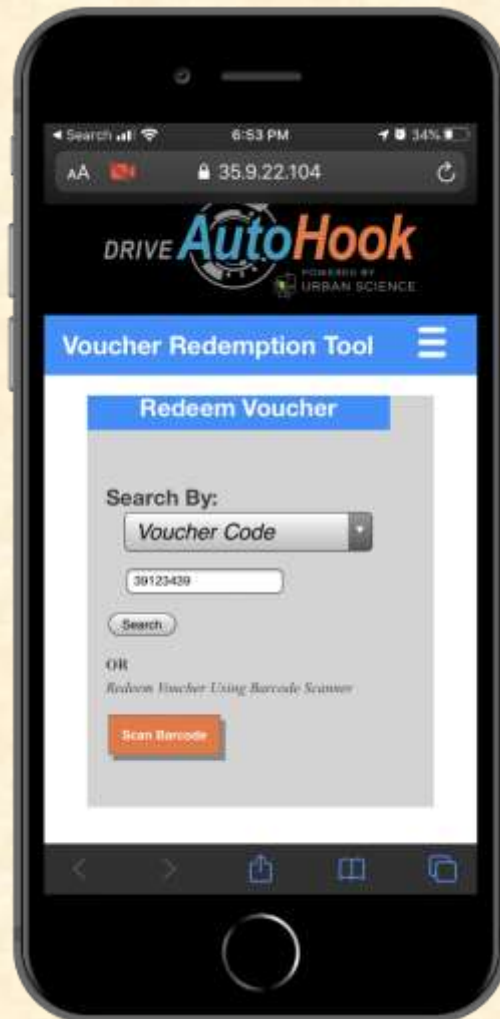 Search
6:53 PM
34%
AA
35.9.22.104
DRIVE AutoHook
POWERED BY
URBAN SCIENCE
Voucher Redemption Tool
Redeem Voucher
Search By:
Voucher Code
39123439
Search
OR
Redeem Voucher Using Barcode Scanner
Scan Barcode